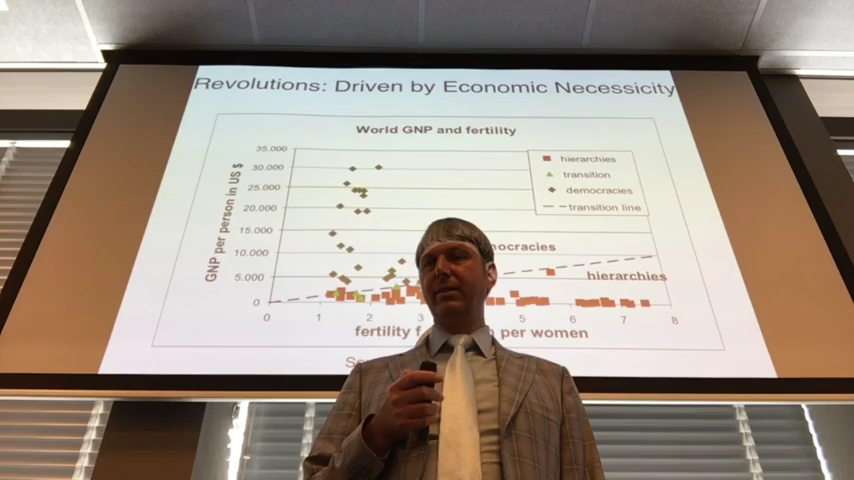 Revolutions: Driven by Economic Necessicity
World GNP and fertility
35.000
30.000
25.000
20.000
15.000
10.000
5.000
0
GNP per person in US $
hierarchies
transition
democracies
transition line
hierarchies
0 1 2 3 5 6 7 8
fertility per women